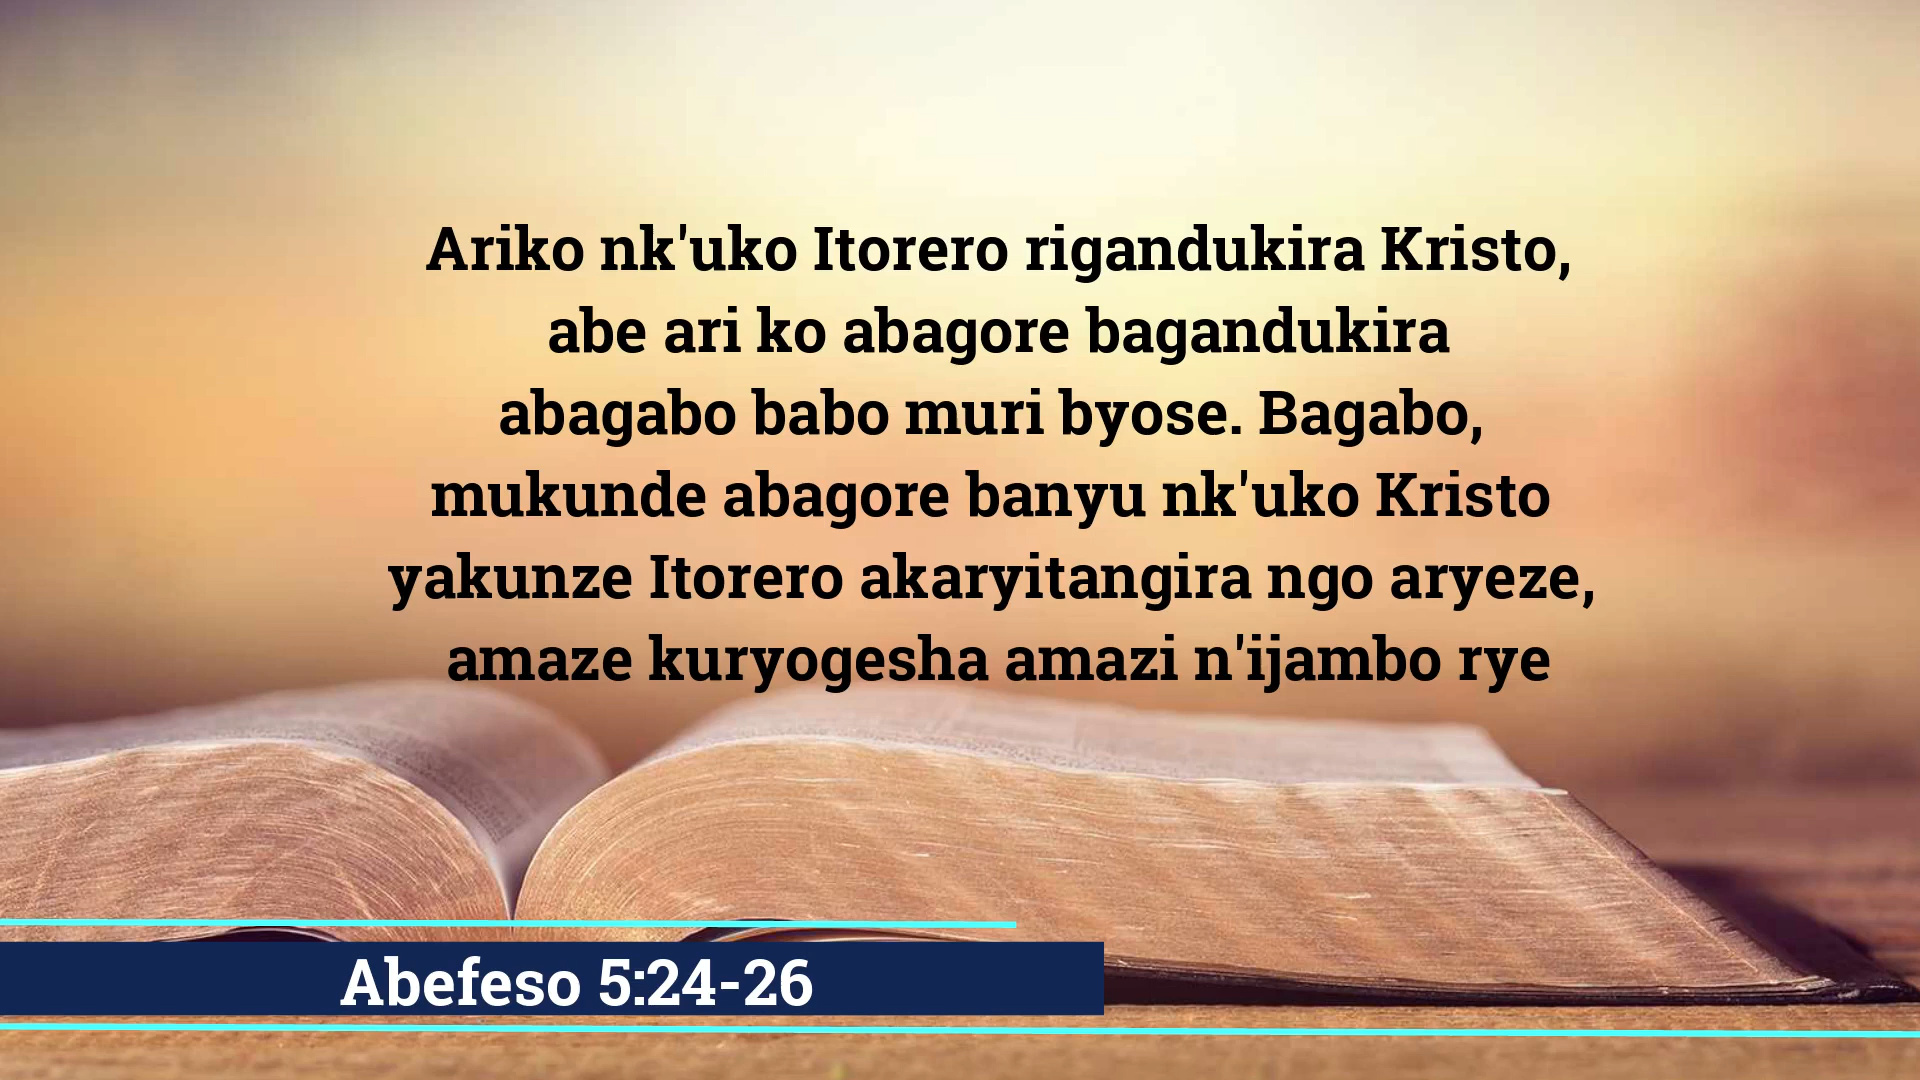 Ariko nk'uko Itorero rigandukira Kristo,
abe ari ko abagore bagandukira
abagabo babo muri byose. Bagabo,
mukunde abagore banyu nk'uko Kristo
yakunze Itorero akaryitangira ngo aryeze,
amaze kuryogesha amazi n'ijambo rye
Abefeso 5:24-26